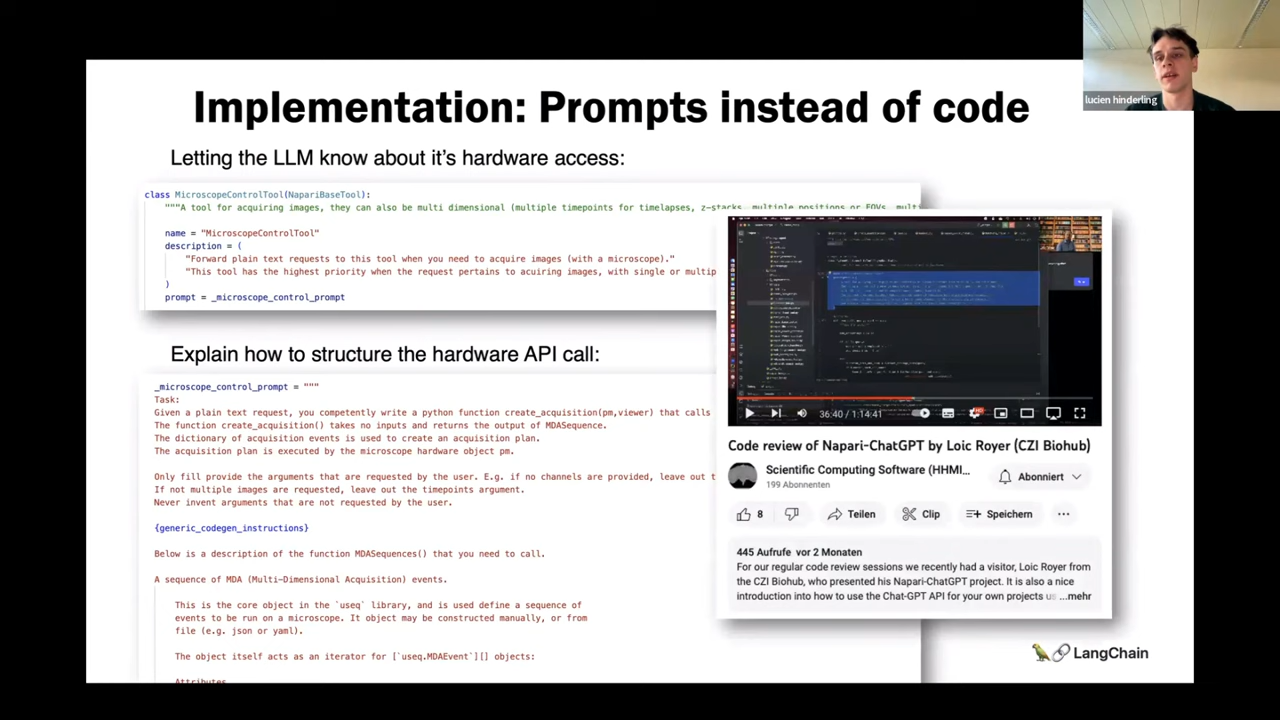 lucien hinderling
Implementation: Prompts instead of code
Letting the LLM know about it's hardware access:
class MicroscopeControlTool(NapariBaseTool):
"""A tool for acquiring images, they can also be multi dimensional (multiple timepoints for timelapses, z-stacks, multiple positions or FOVs, multi
name = "MicroscopeControlTool"
description = (
"Forward plain text requests to this tool when you need to acquire images (with a microscope)."
"This tool has the highest priority when the request pertains to acuiring images, with single or multip
)
prompt = _microscope_control_prompt
Explain how to structure the hardware API call:
_microscope_control_prompt = """
Task:
Given a plain text request, you competently write a python function create_acquisition(pm,viewer) that calls
The function create_acquisition() takes no inputs and returns the output of MDASequence.
The dictionary of acquisition events is used to create an acquisition plan.
The acquisition plan is executed by the microscope hardware object pm.
Only fill provide the arguments that are requested by the user. E.g. if no channels are provided, leave out t
If not multiple images are requested, leave out the timepoints argument.
Never invent arguments that are not requested by the user.
{generic_codegen_instructions}
Below is a description of the function MDASequences() that you need to call.
A sequence of MDA (Multi-Dimensional Acquisition) events.
This is the core object in the `useq` library, and is used define a sequence of
events to be run on a microscope. It object may be constructed manually, or from
file (e.g. json or yaml).
The object itself acts as an iterator for [`useq.MDAEvent`][] objects:
Attributes
36:40 / 1:14:41
Code review of Napari-ChatGPT by Loic Royer (CZI Biohub)
Scientific Computing Software (HHMI...
199 Abonnenten
Abonniert
8
Teilen
Clip
Speichern
...
445 Aufrufe vor 2 Monaten
For our regular code review sessions we recently had a visitor, Loic Royer from
the CZI Biohub, who presented his Napari-ChatGPT project. It is also a nice
introduction into how to use the Chat-GPT API for your own projects us ...mehr
LangChain